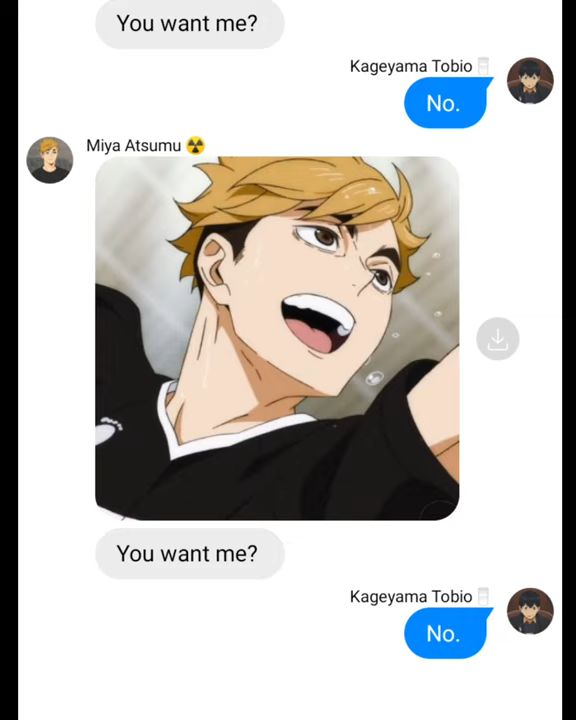 You want me?
Kageyama Tobio🥛
No.
Miya Atsumu ☢️
You want me?
Kageyama Tobio🥛
No.